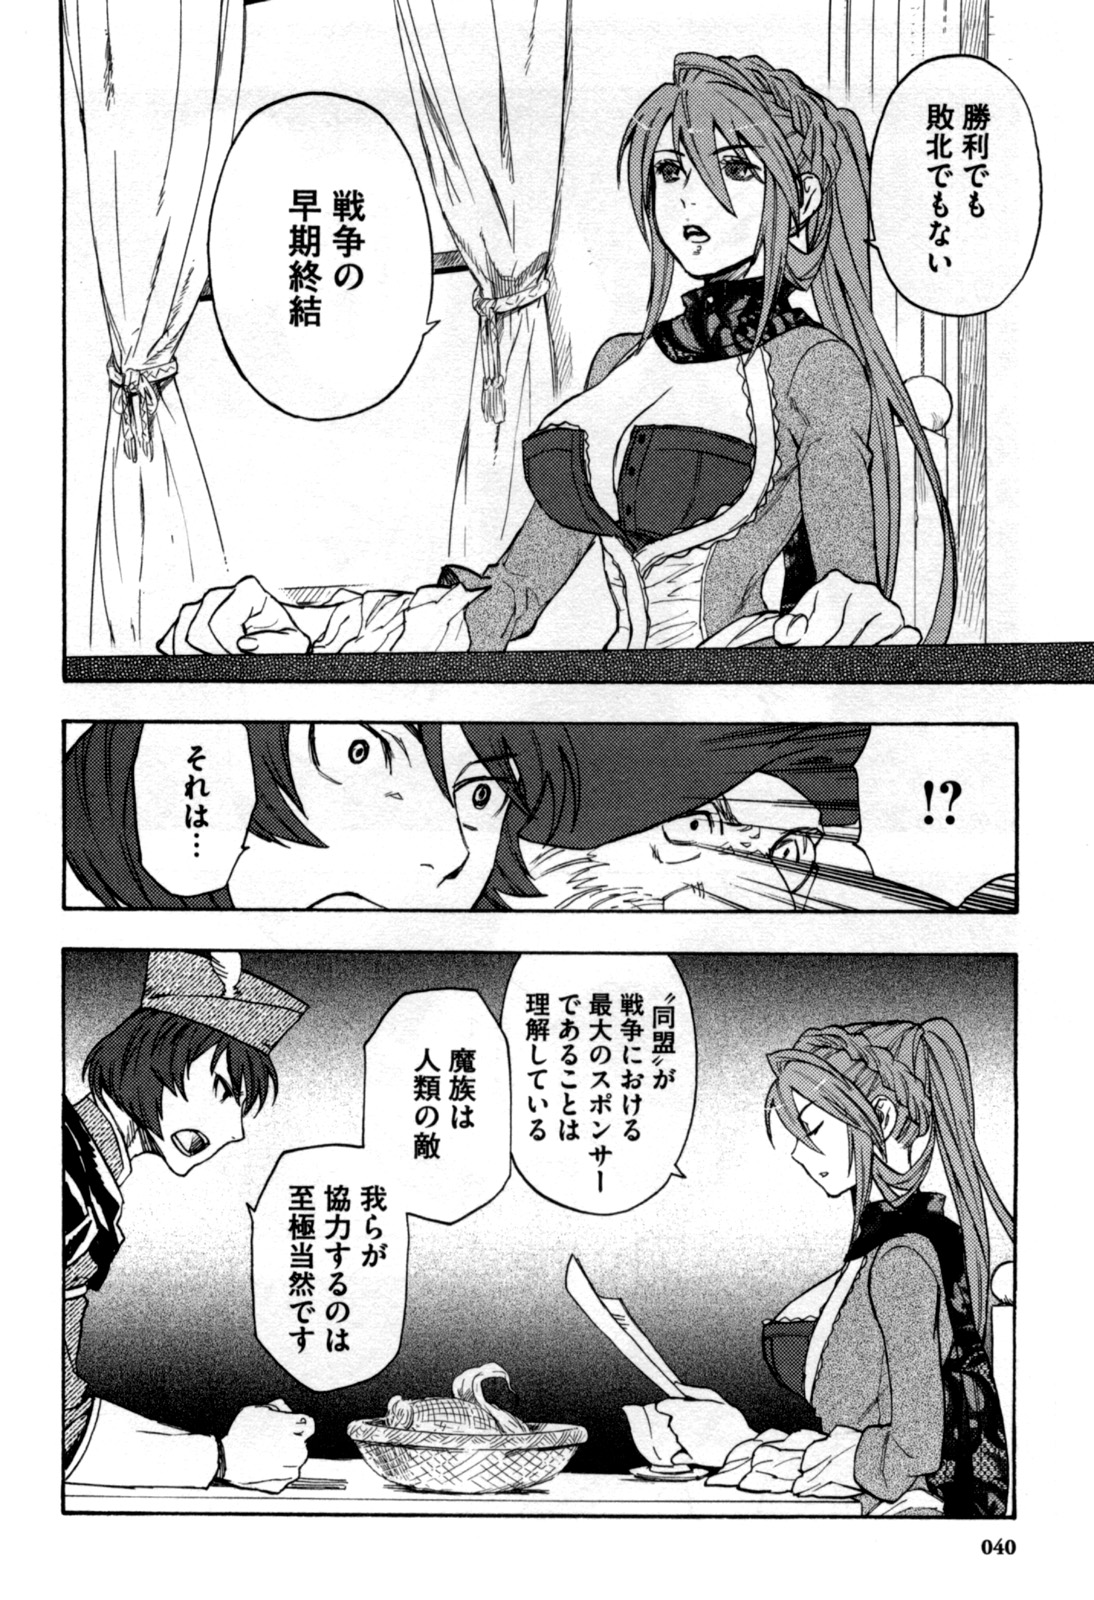 勝利でも
敗北でもない
戦争の
早期終結
!?
それは…
〝同盟〟が
戦争における
最大のスポンサー
であることは
理解している
魔族は
人類の敵
我らが
協力するのは
至極当然です
040